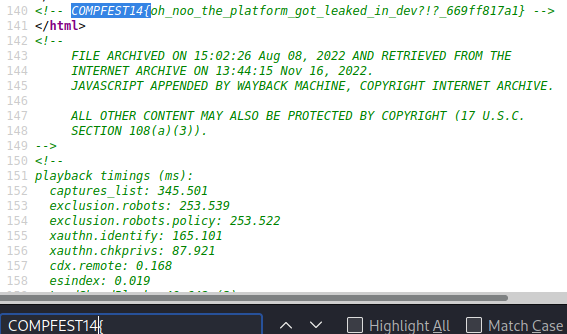 140 <!-- COMPFEST14{oh_noo_the_platform_got_leaked_in_dev?!?_669ff817a1} -->
141 </html>
142 <!--
143 FILE ARCHIVED ON 15:02:26 Aug 08, 2022 AND RETRIEVED FROM THE
144 INTERNET ARCHIVE ON 13:44:15 Nov 16, 2022.
145 JAVASCRIPT APPENDED BY WAYBACK MACHINE, COPYRIGHT INTERNET ARCHIVE.
146
147 ALL OTHER CONTENT MAY ALSO BE PROTECTED BY COPYRIGHT (17 U.S.C.
148 SECTION 108(a)(3)).
149 -->
150 <!--
151 playback timings (ms):
152 captures_list: 345.501
153 exclusion.robots: 253.539
154 exclusion.robots.policy: 253.522
155 xauthn.identify: 165.101
156 xauthn.chkprivs: 87.921
157 cdx.remote: 0.168
158 esindex: 0.019
COMPFEST14{ Highlight All Match Case